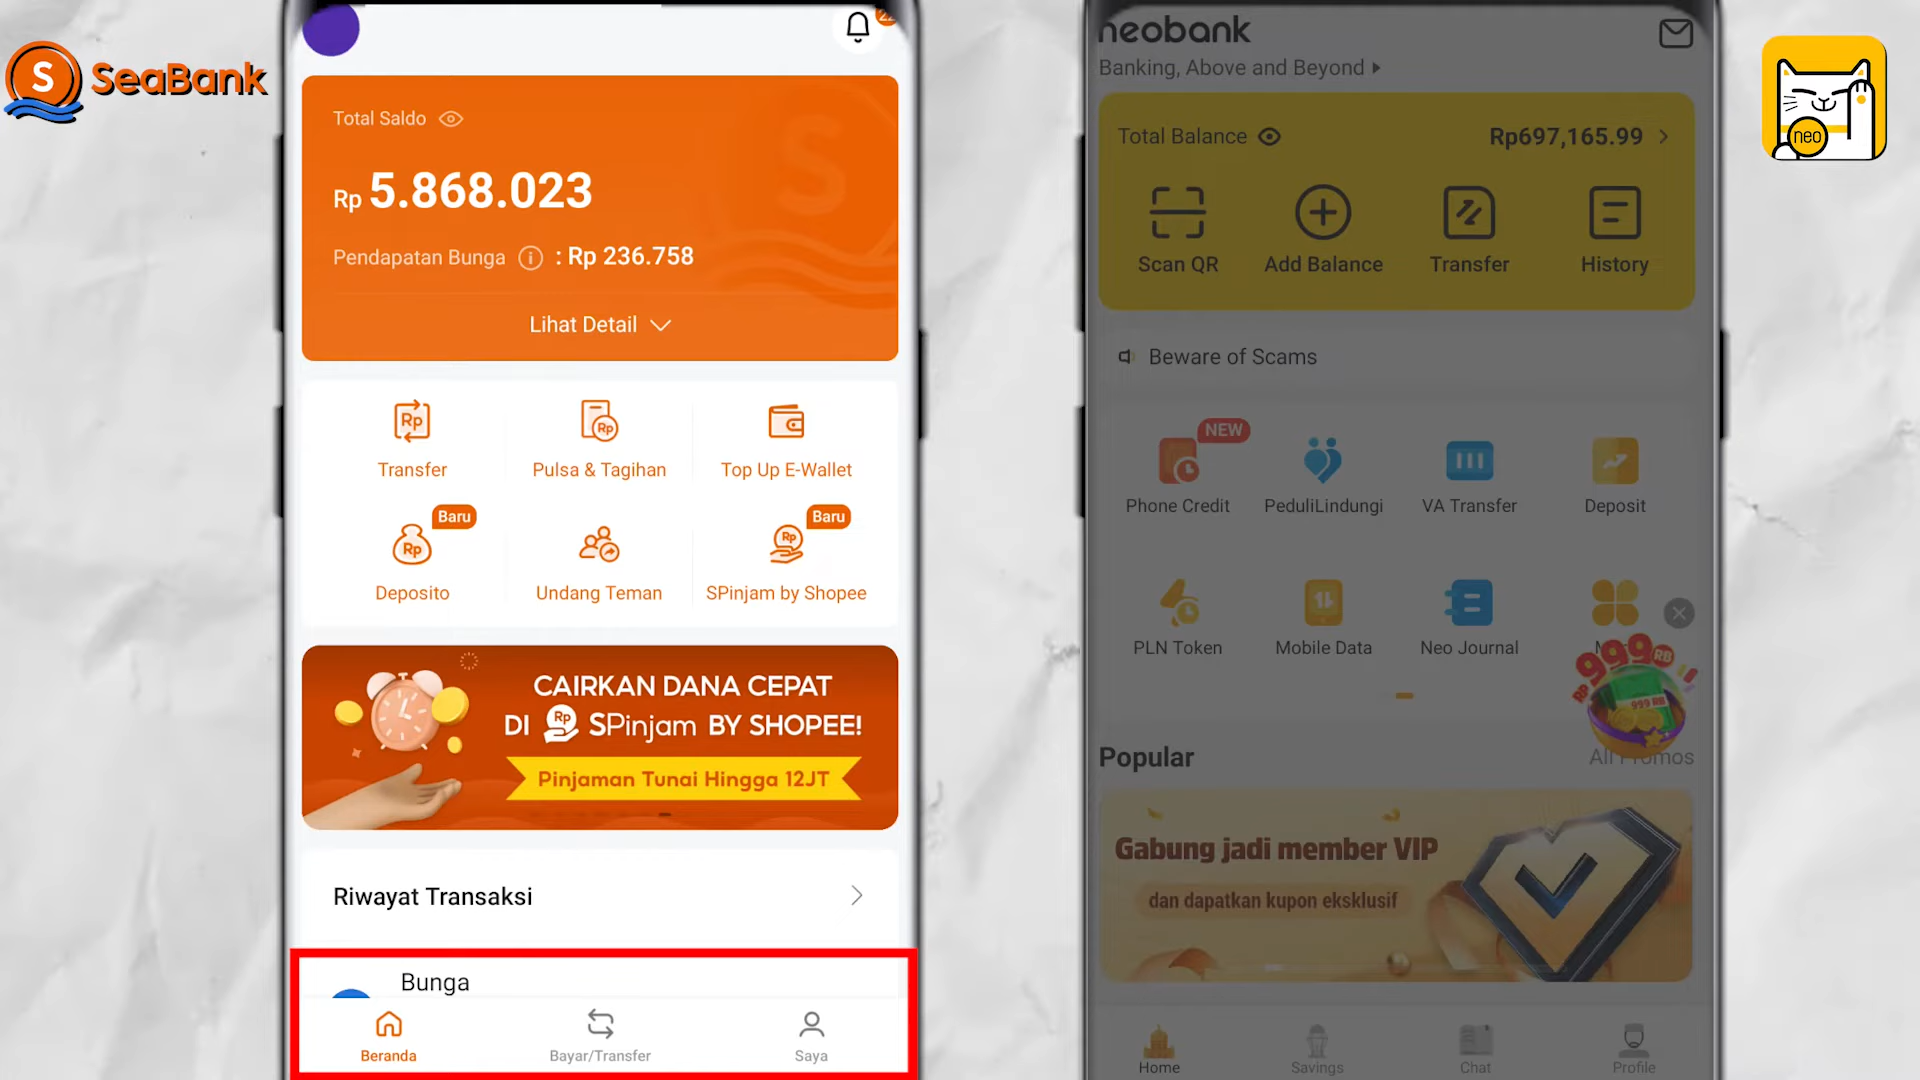 SeaBank
22
Total Saldo
Rp 5.868.023
Pendapatan Bunga : Rp 236.758
Lihat Detail
Transfer
Pulsa & Tagihan
Top Up E-Wallet
Baru
Deposito
Undang Teman
Baru
SPinjam by Shopee
CAIRKAN DANA CEPAT
DI SPinjam BY SHOPEE!
Pinjaman Tunai Hingga 12JT
Riwayat Transaksi
Bunga
Beranda
Bayar/Transfer
Saya
neobank
Banking, Above and Beyond
Total Balance
Rp697,165.99
Scan QR
Add Balance
Transfer
History
Beware of Scams
NEW
Phone Credit
PeduliLindungi
VA Transfer
Deposit
PLN Token
Mobile Data
Neo Journal
RP 999 RB
999 RB
Popular
All Promos
Gabung jadi member VIP
dan dapatkan kupon eksklusif
Home
Savings
Chat
Profile
neo